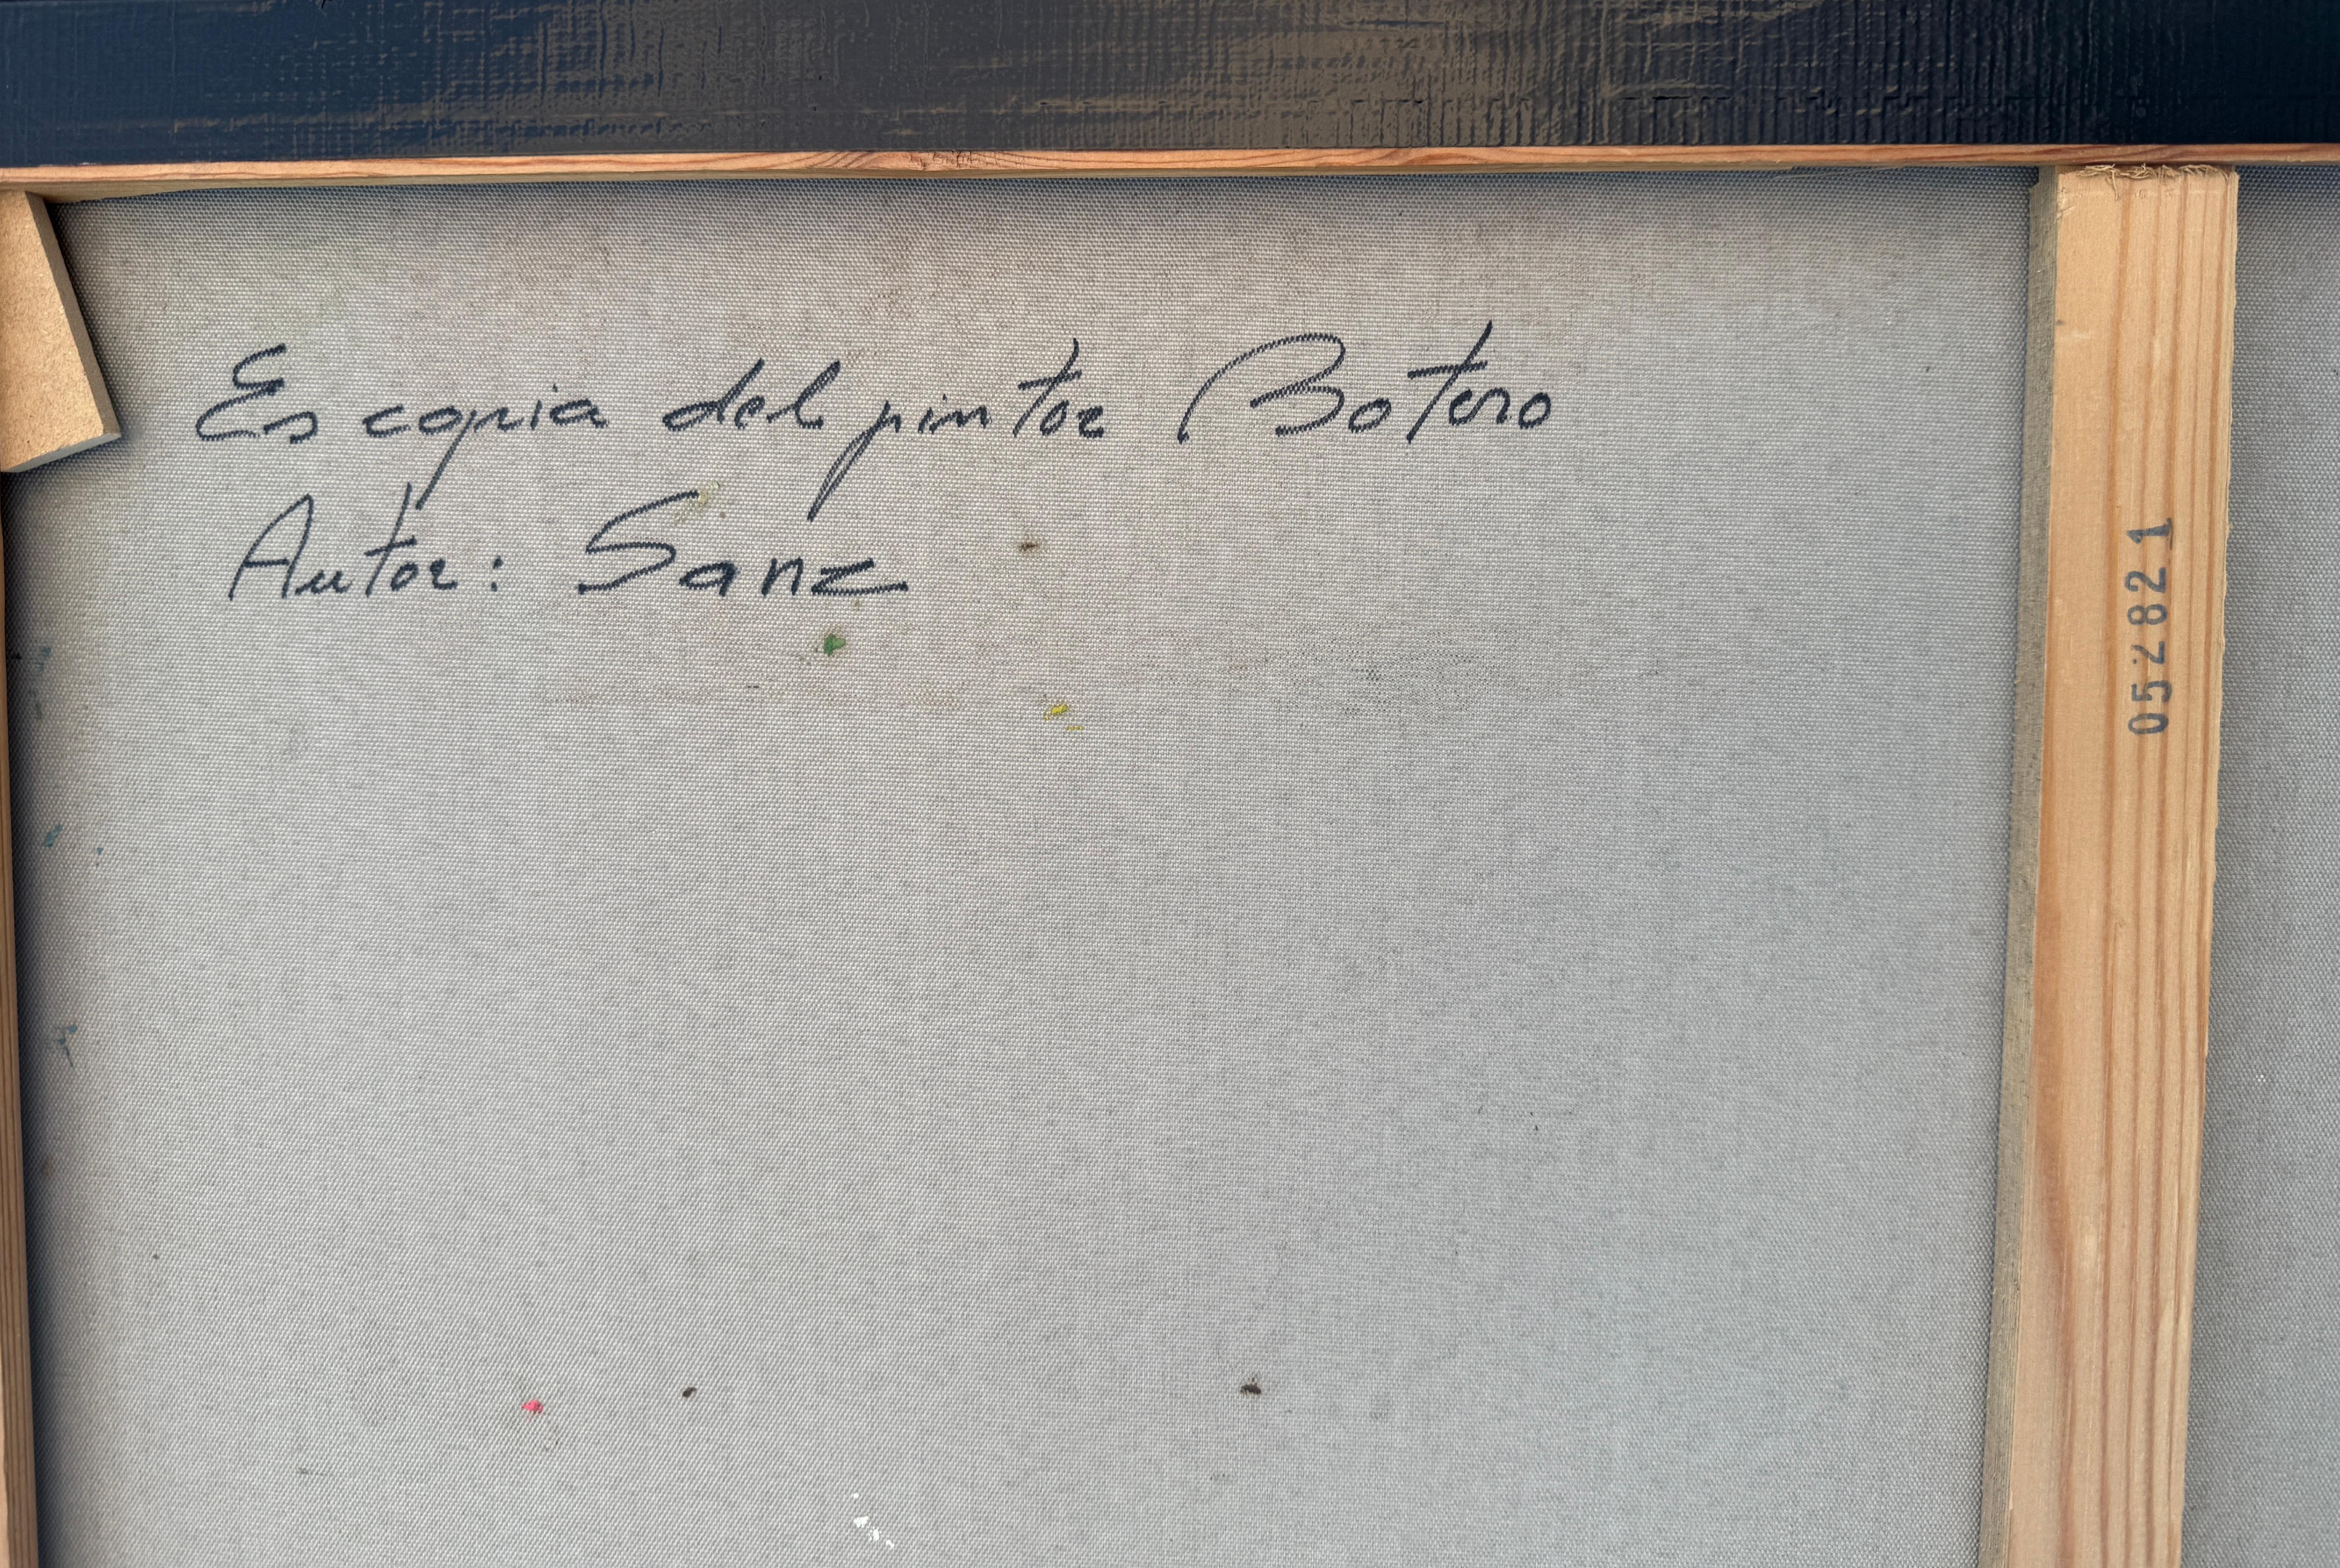 Es copia del pintor Botero
Autor: Sanz
052821